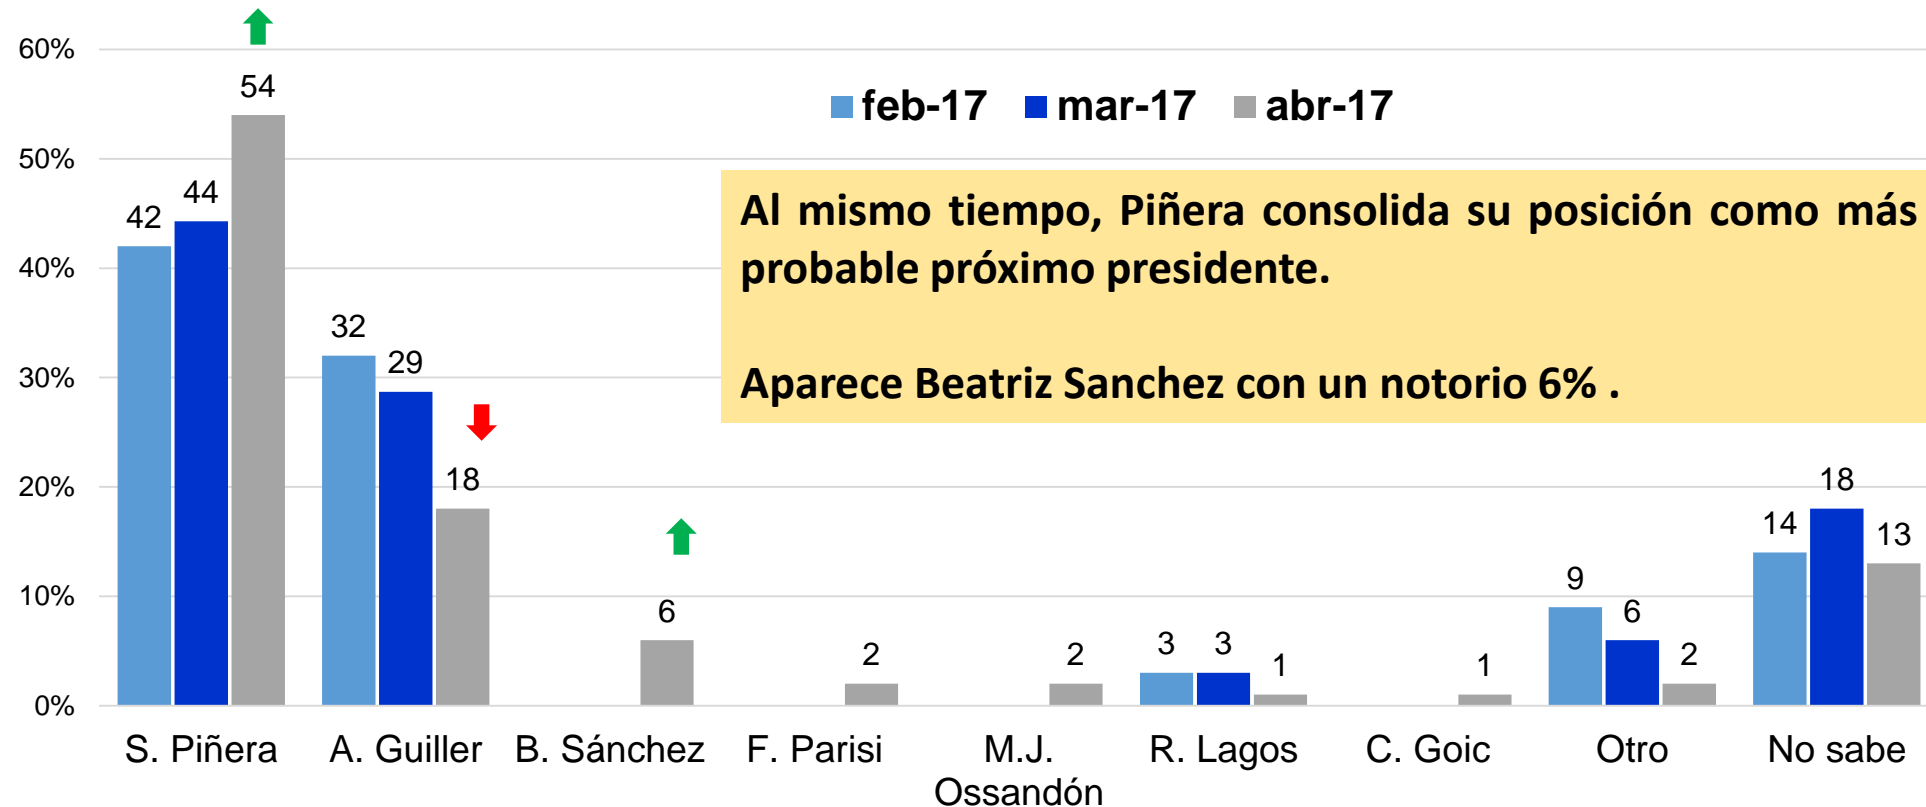 60%
50%
40%
30%
20%
10%
0%
feb-17 mar-17 abr-17
Al mismo tiempo, Piñera consolida su posición como más
probable próximo presidente.
Aparece Beatriz Sanchez con un notorio 6% .
42 44 54
32 29 18
6
2
2
3 3 1
1
9 6 2
14 18 13
S. Piñera A. Guiller B. Sánchez F. Parisi M.J. R. Lagos C. Goic Otro No sabe
Ossandón